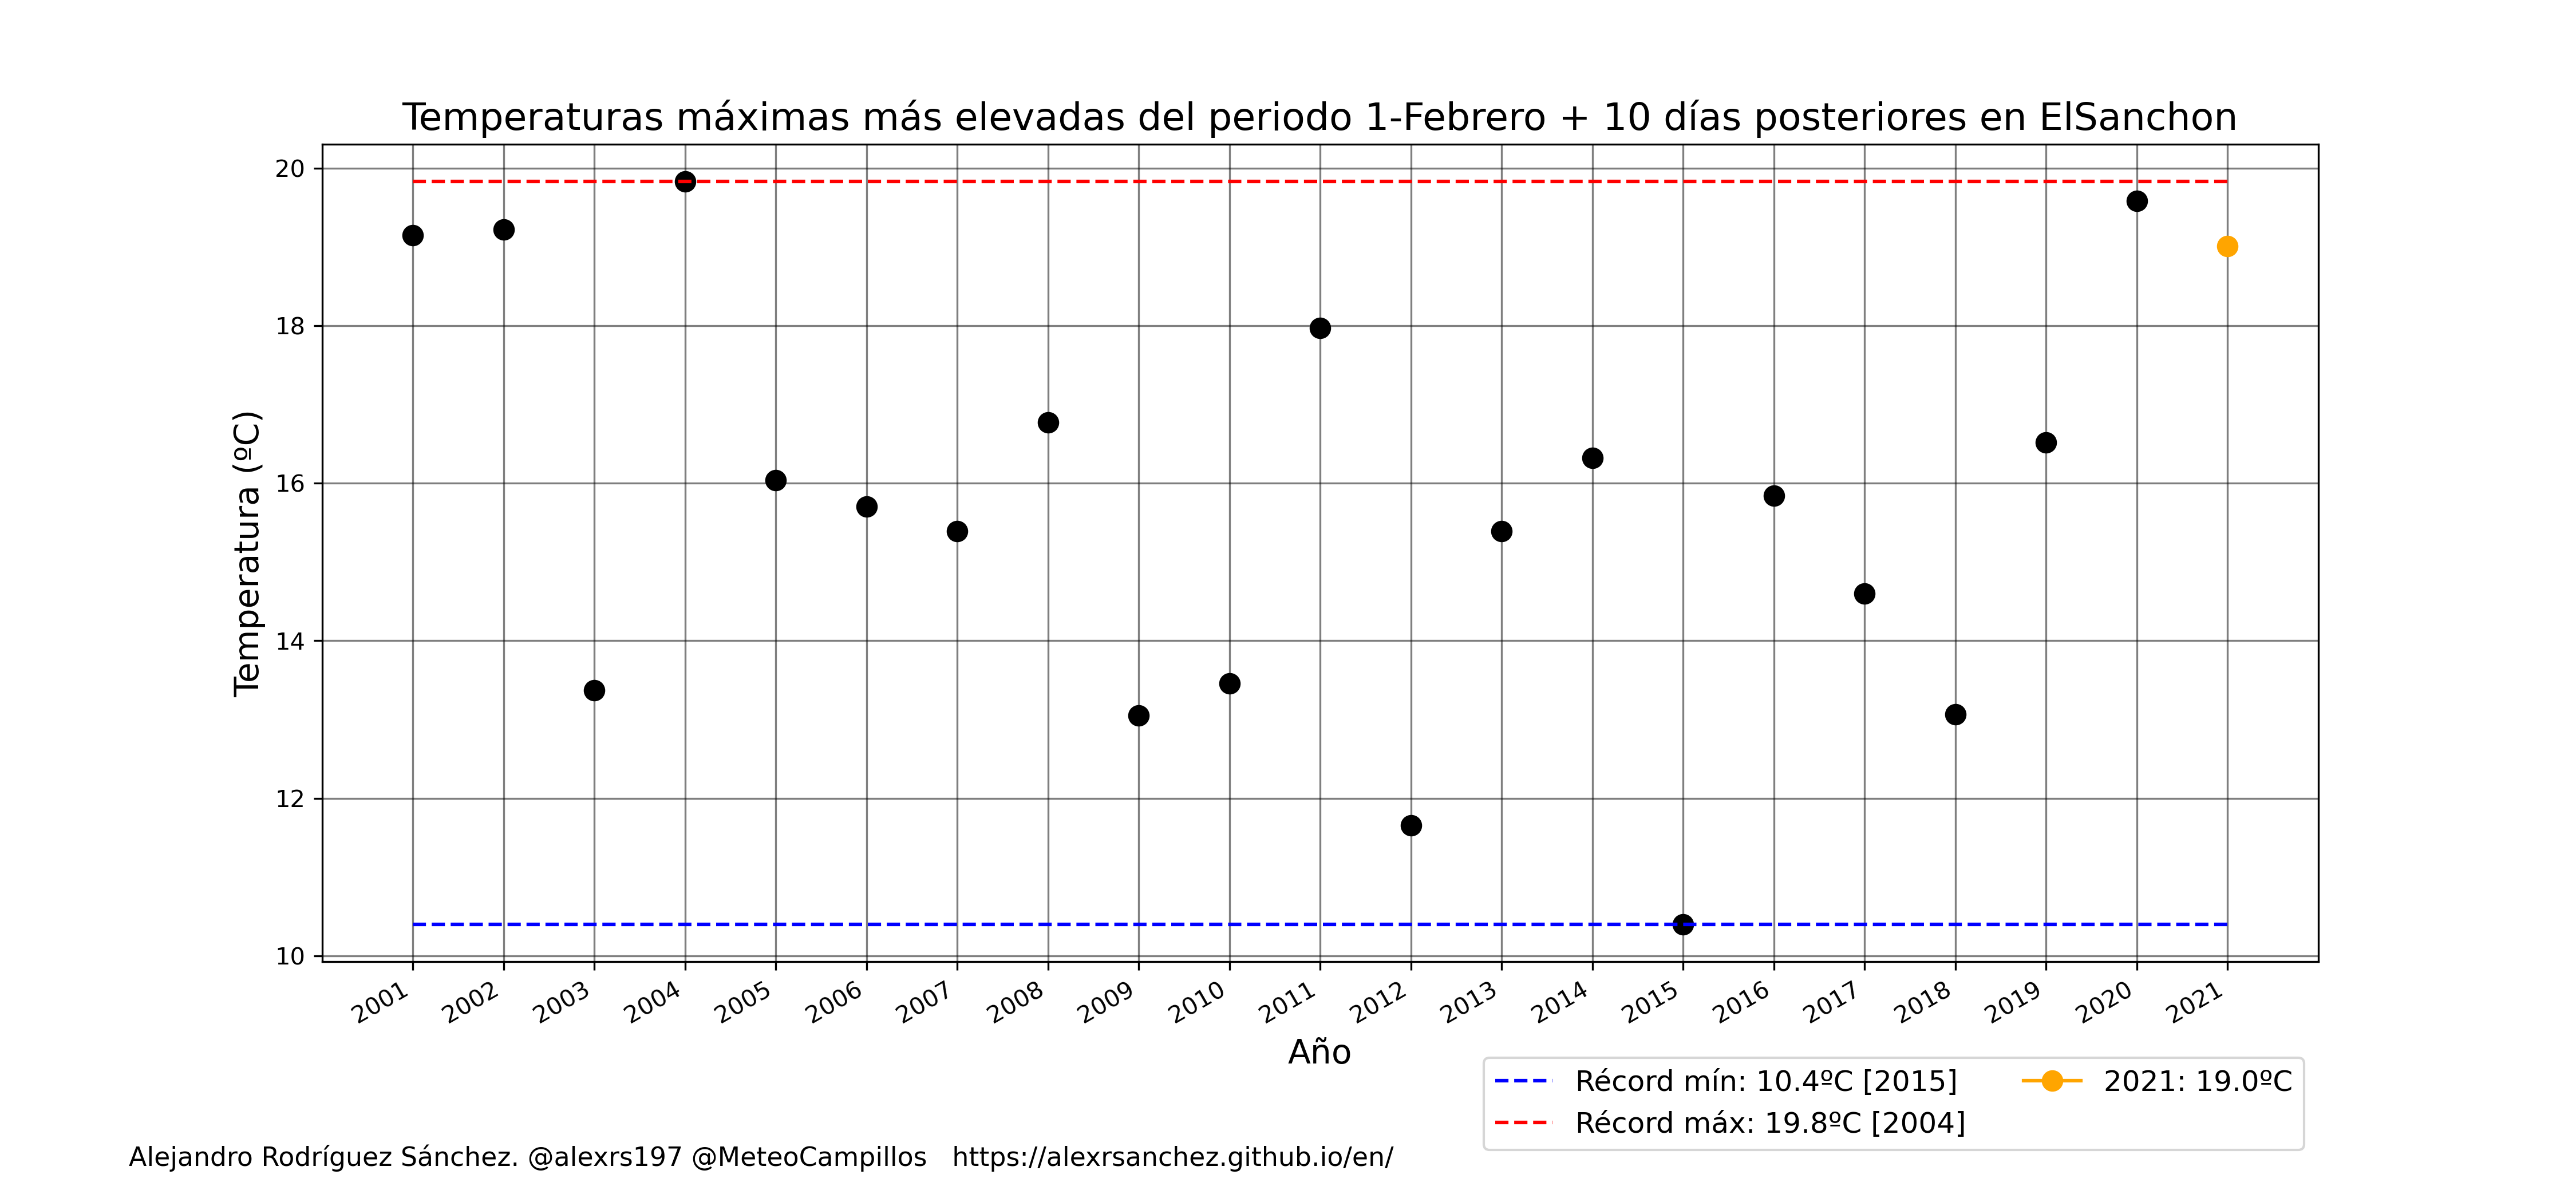 Temperaturas máximas más elevadas del periodo 1-Febrero + 10 días posteriores en ElSanchon
Temperatura (ºC)
20
18
16
14
12
10
2001 2002 2003 2004 2005 2006 2007 2008 2009 2010 2011 2012 2013 2014 2015 2016 2017 2018 2019 2020 2021
Año
Récord mín: 10.4ºC [2015]
Récord máx: 19.8ºC [2004]
2021: 19.0ºC
Alejandro Rodríguez Sánchez. @alexrs197 @MeteoCampillos https://alexrsanchez.github.io/en/